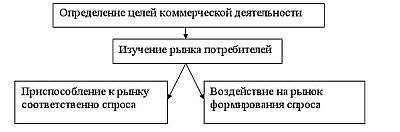 Определение целей коммерческой деятельности
Изучение рынка потребителей
Приспособление к рынку
соответственно спроса
Воздействие на рынок
формирования спроса